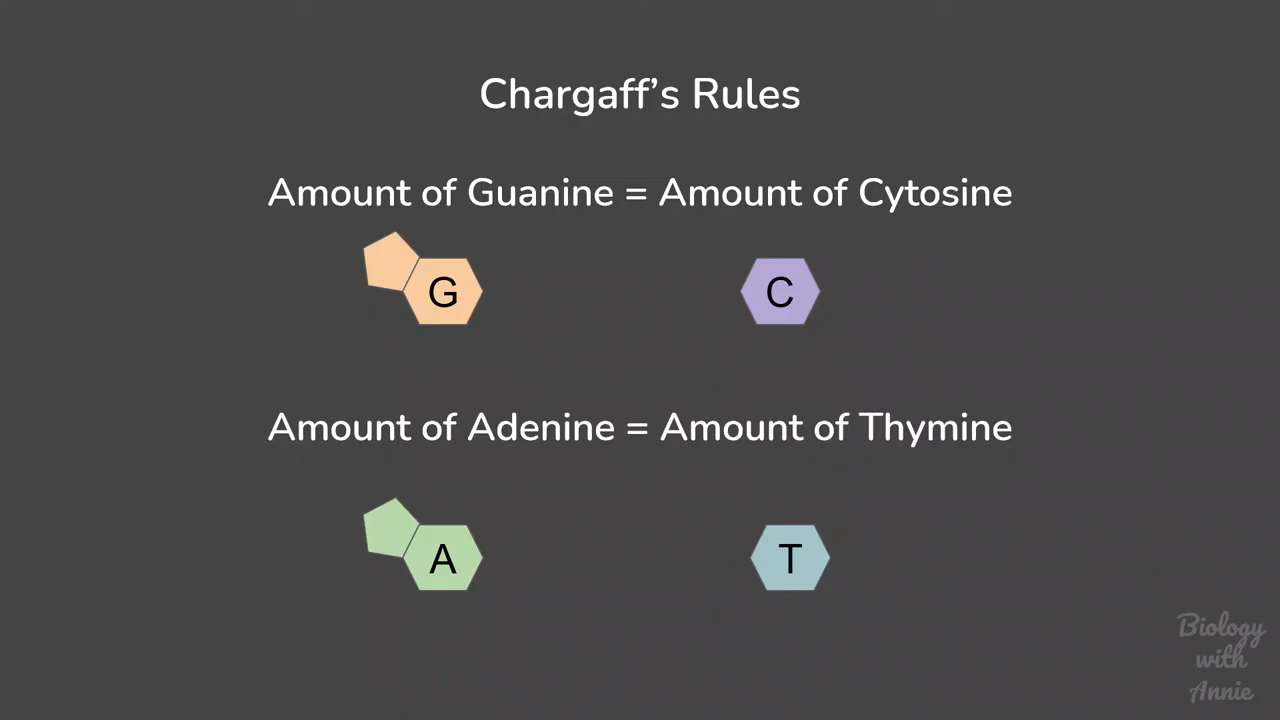 Chargaff’s Rules
Amount of Guanine = Amount of Cytosine
G C
Amount of Adenine = Amount of Thymine
A T
Biology
with
Annie